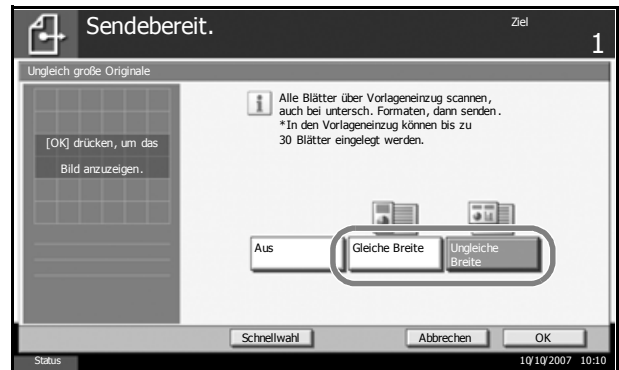 Sendebereit.
Ziel
1
Ungleich große Originale
[OK] drücken, um das
Bild anzuzeigen.
Alle Blätter über Vorlageneinzug scannen,
auch bei untersch. Formaten, dann senden.
*In den Vorlageneinzug können bis zu
30 Blätter eingelegt werden.
Aus
Gleiche Breite
Ungleiche
Breite
Schnellwahl
Abbrechen
OK
Status
10/10/2007 10:10